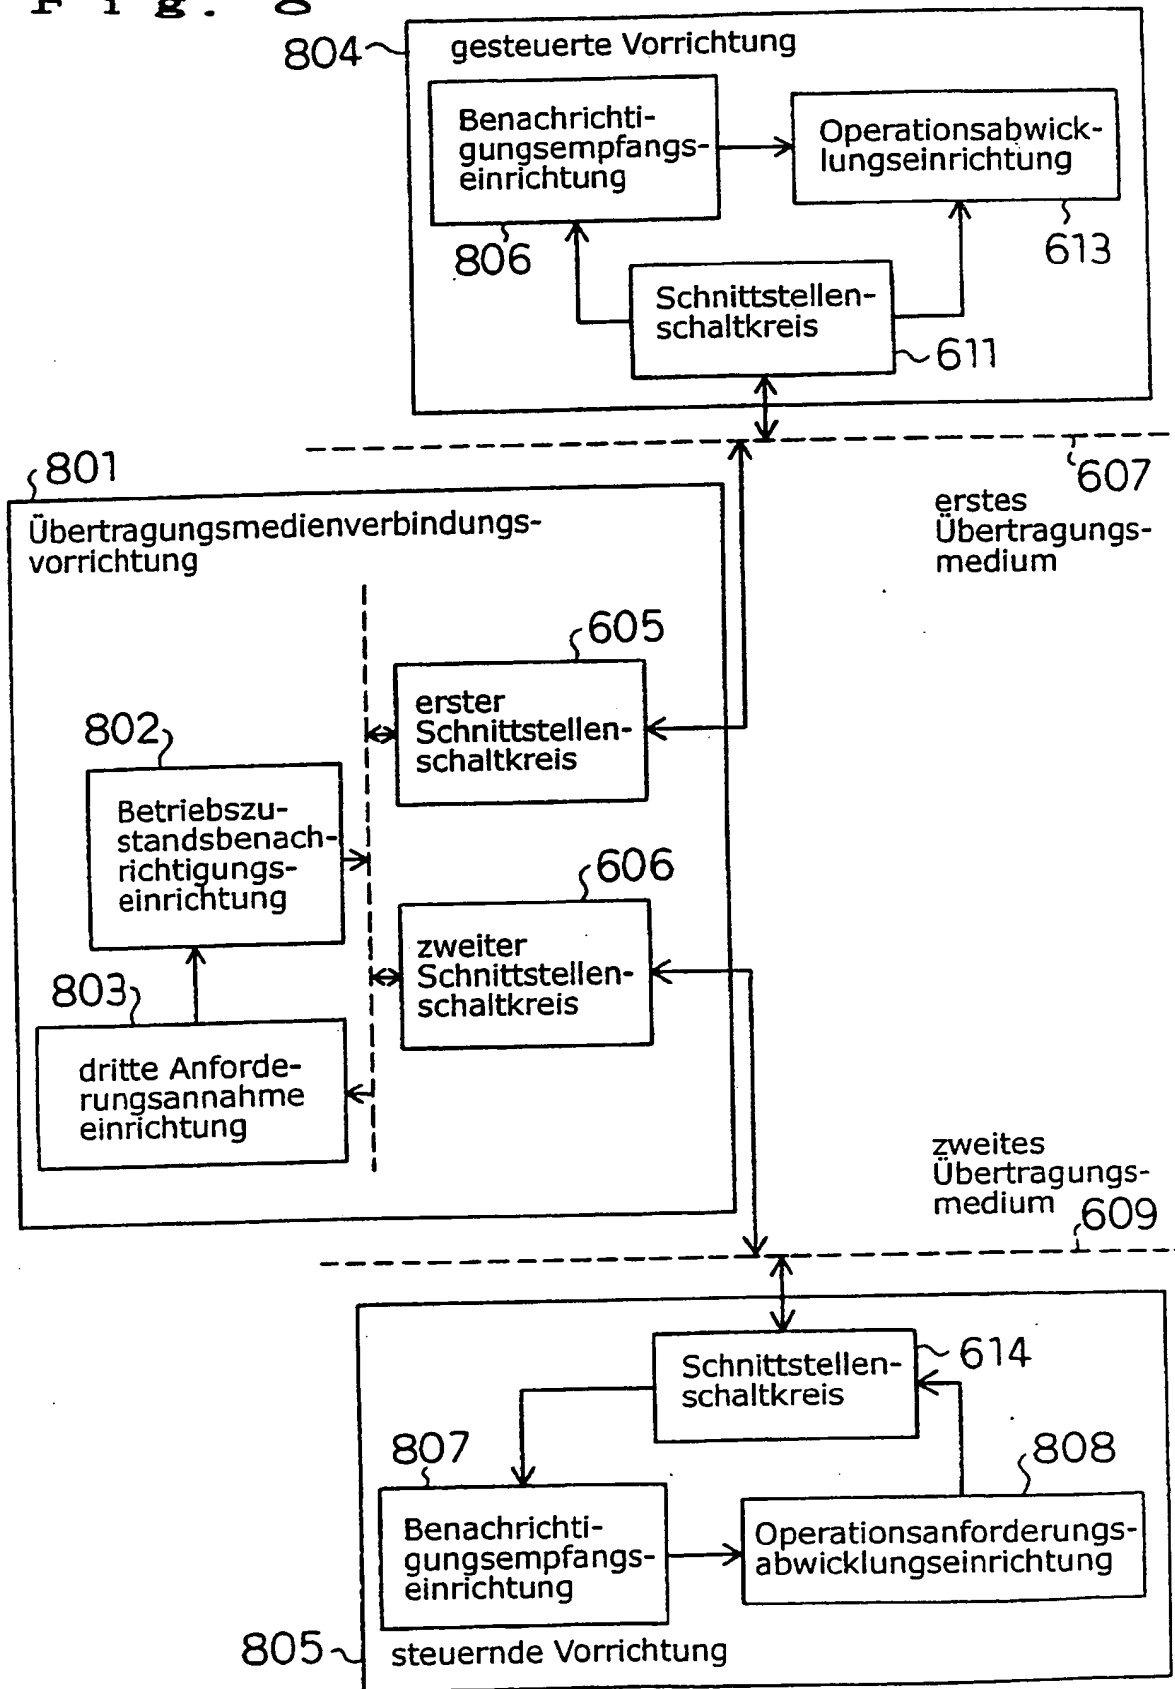 Fig. 8
804
gesteuerte Vorrichtung
Benachrichti-
gungsempfangs-
einrichtung
Operationsabwick-
lungseinrichtung
806
613
Schnittstellen-
schaltkreis
611
801
607
erstes
Übertragungs-
medium
Übertragungsmedienverbindungs-
vorrichtung
605
erster
Schnittstellen-
schaltkreis
802
Betriebszu-
standsbenach-
richtigungs-
einrichtung
606
zweiter
Schnittstellen-
schaltkreis
803
dritte Anforde-
rungsannahme
einrichtung
zweites
Übertragungs-
medium
609
Schnittstellen-
schaltkreis
614
807
808
Benachrichti-
gungsempfangs-
einrichtung
Operationsanforderungs-
abwicklungseinrichtung
805
steuernde Vorrichtung